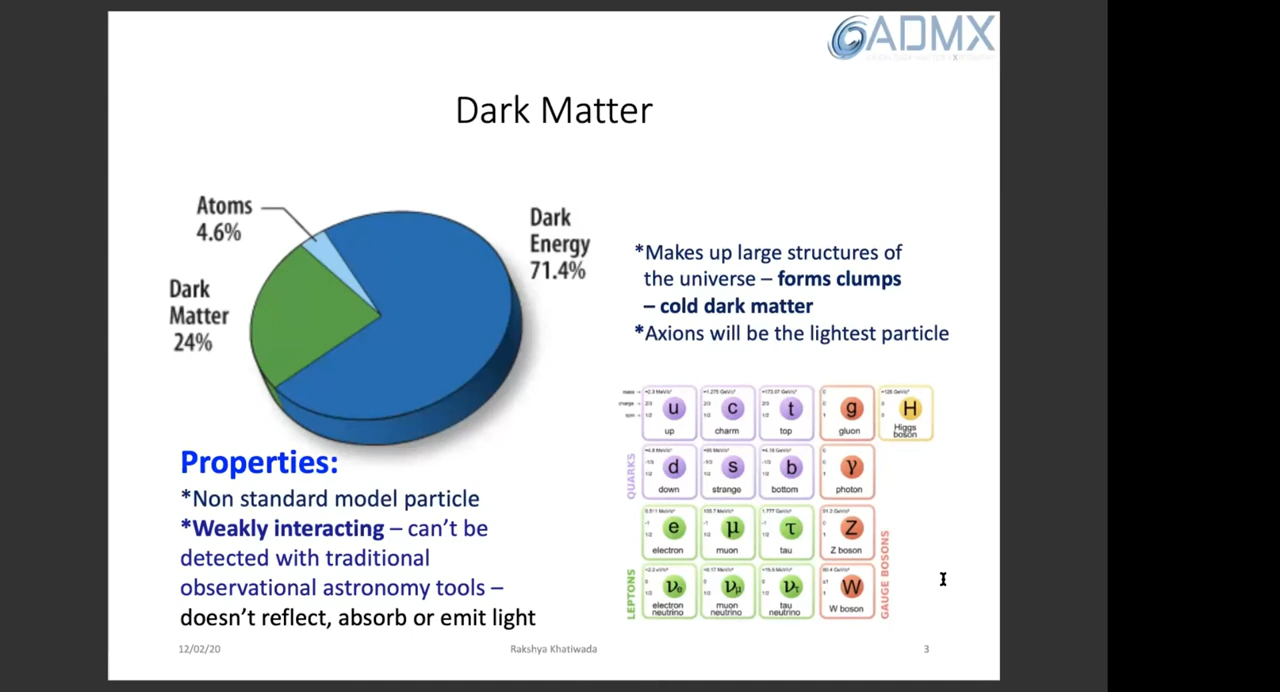 ADMX
Dark Matter
Atoms
4.6%
Dark
Energy
71.4%
Dark
Matter
24%
*Makes up large structures of
the universe – forms clumps
– cold dark matter
*Axions will be the lightest particle
Properties:
*Non standard model particle
*Weakly interacting – can't be
detected with traditional
observational astronomy tools –
doesn't reflect, absorb or emit light
QUARKS
u
up
c
charm
t
top
g
gluon
H
Higgs
boson
d
down
s
strange
b
bottom
γ
photon
LEPTONS
e
electron
μ
muon
τ
tau
Z
Z boson
νe
electron
neutrino
νμ
muon
neutrino
ντ
tau
neutrino
W
W boson
GAUGE BOSONS
12/02/20
Rakshya Khatiwada
3